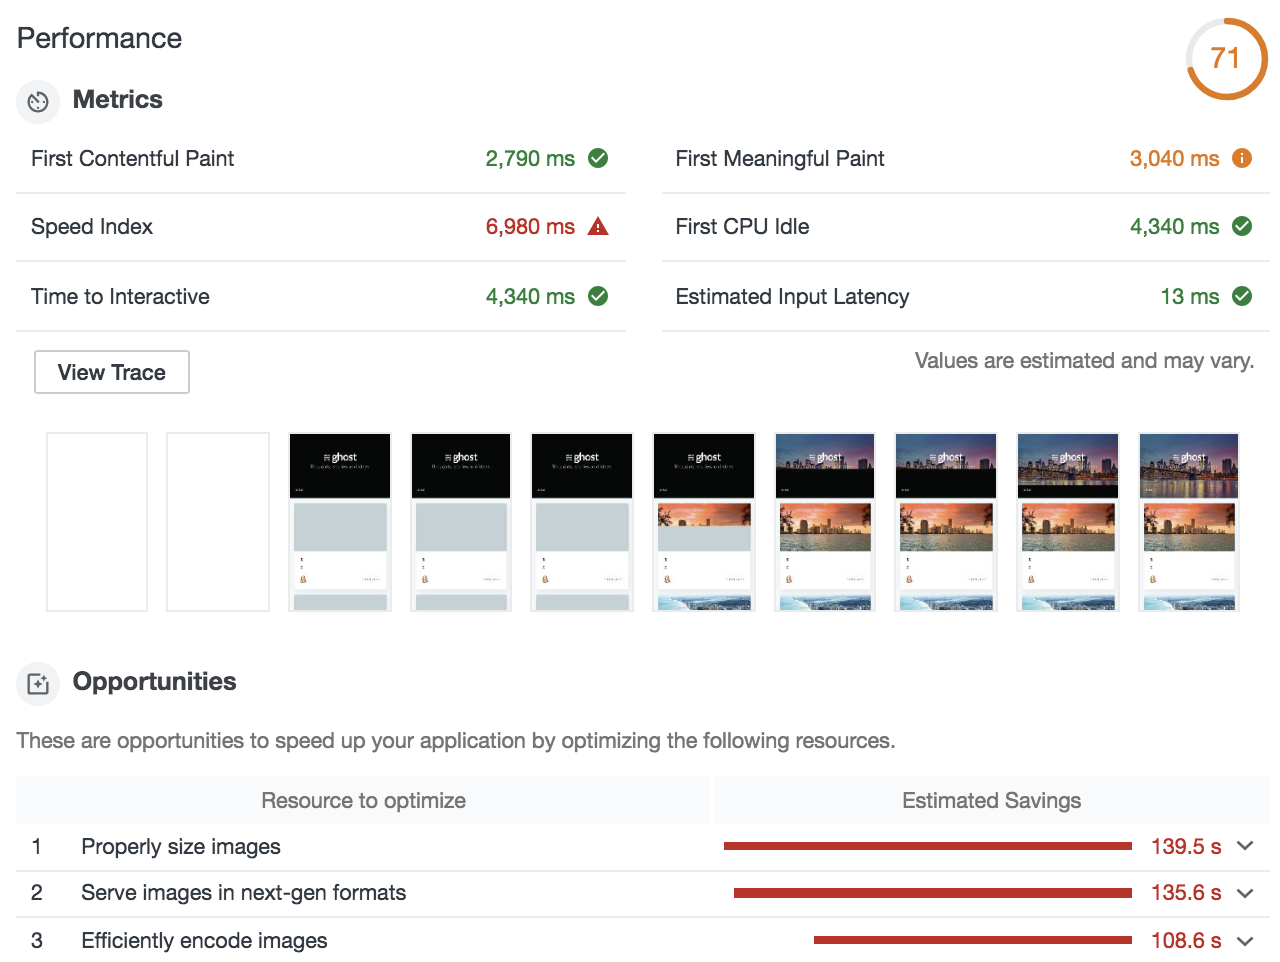 Performance
71
Metrics
First Contentful Paint 2,790 ms
First Meaningful Paint 3,040 ms
Speed Index 6,980 ms
First CPU Idle 4,340 ms
Time to Interactive 4,340 ms
Estimated Input Latency 13 ms
View Trace
Values are estimated and may vary.
ghost
ghost
ghost
ghost
ghost
ghost
ghost
ghost
Opportunities
These are opportunities to speed up your application by optimizing the following resources.
Resource to optimize Estimated Savings
1 Properly size images 139.5 s
2 Serve images in next-gen formats 135.6 s
3 Efficiently encode images 108.6 s